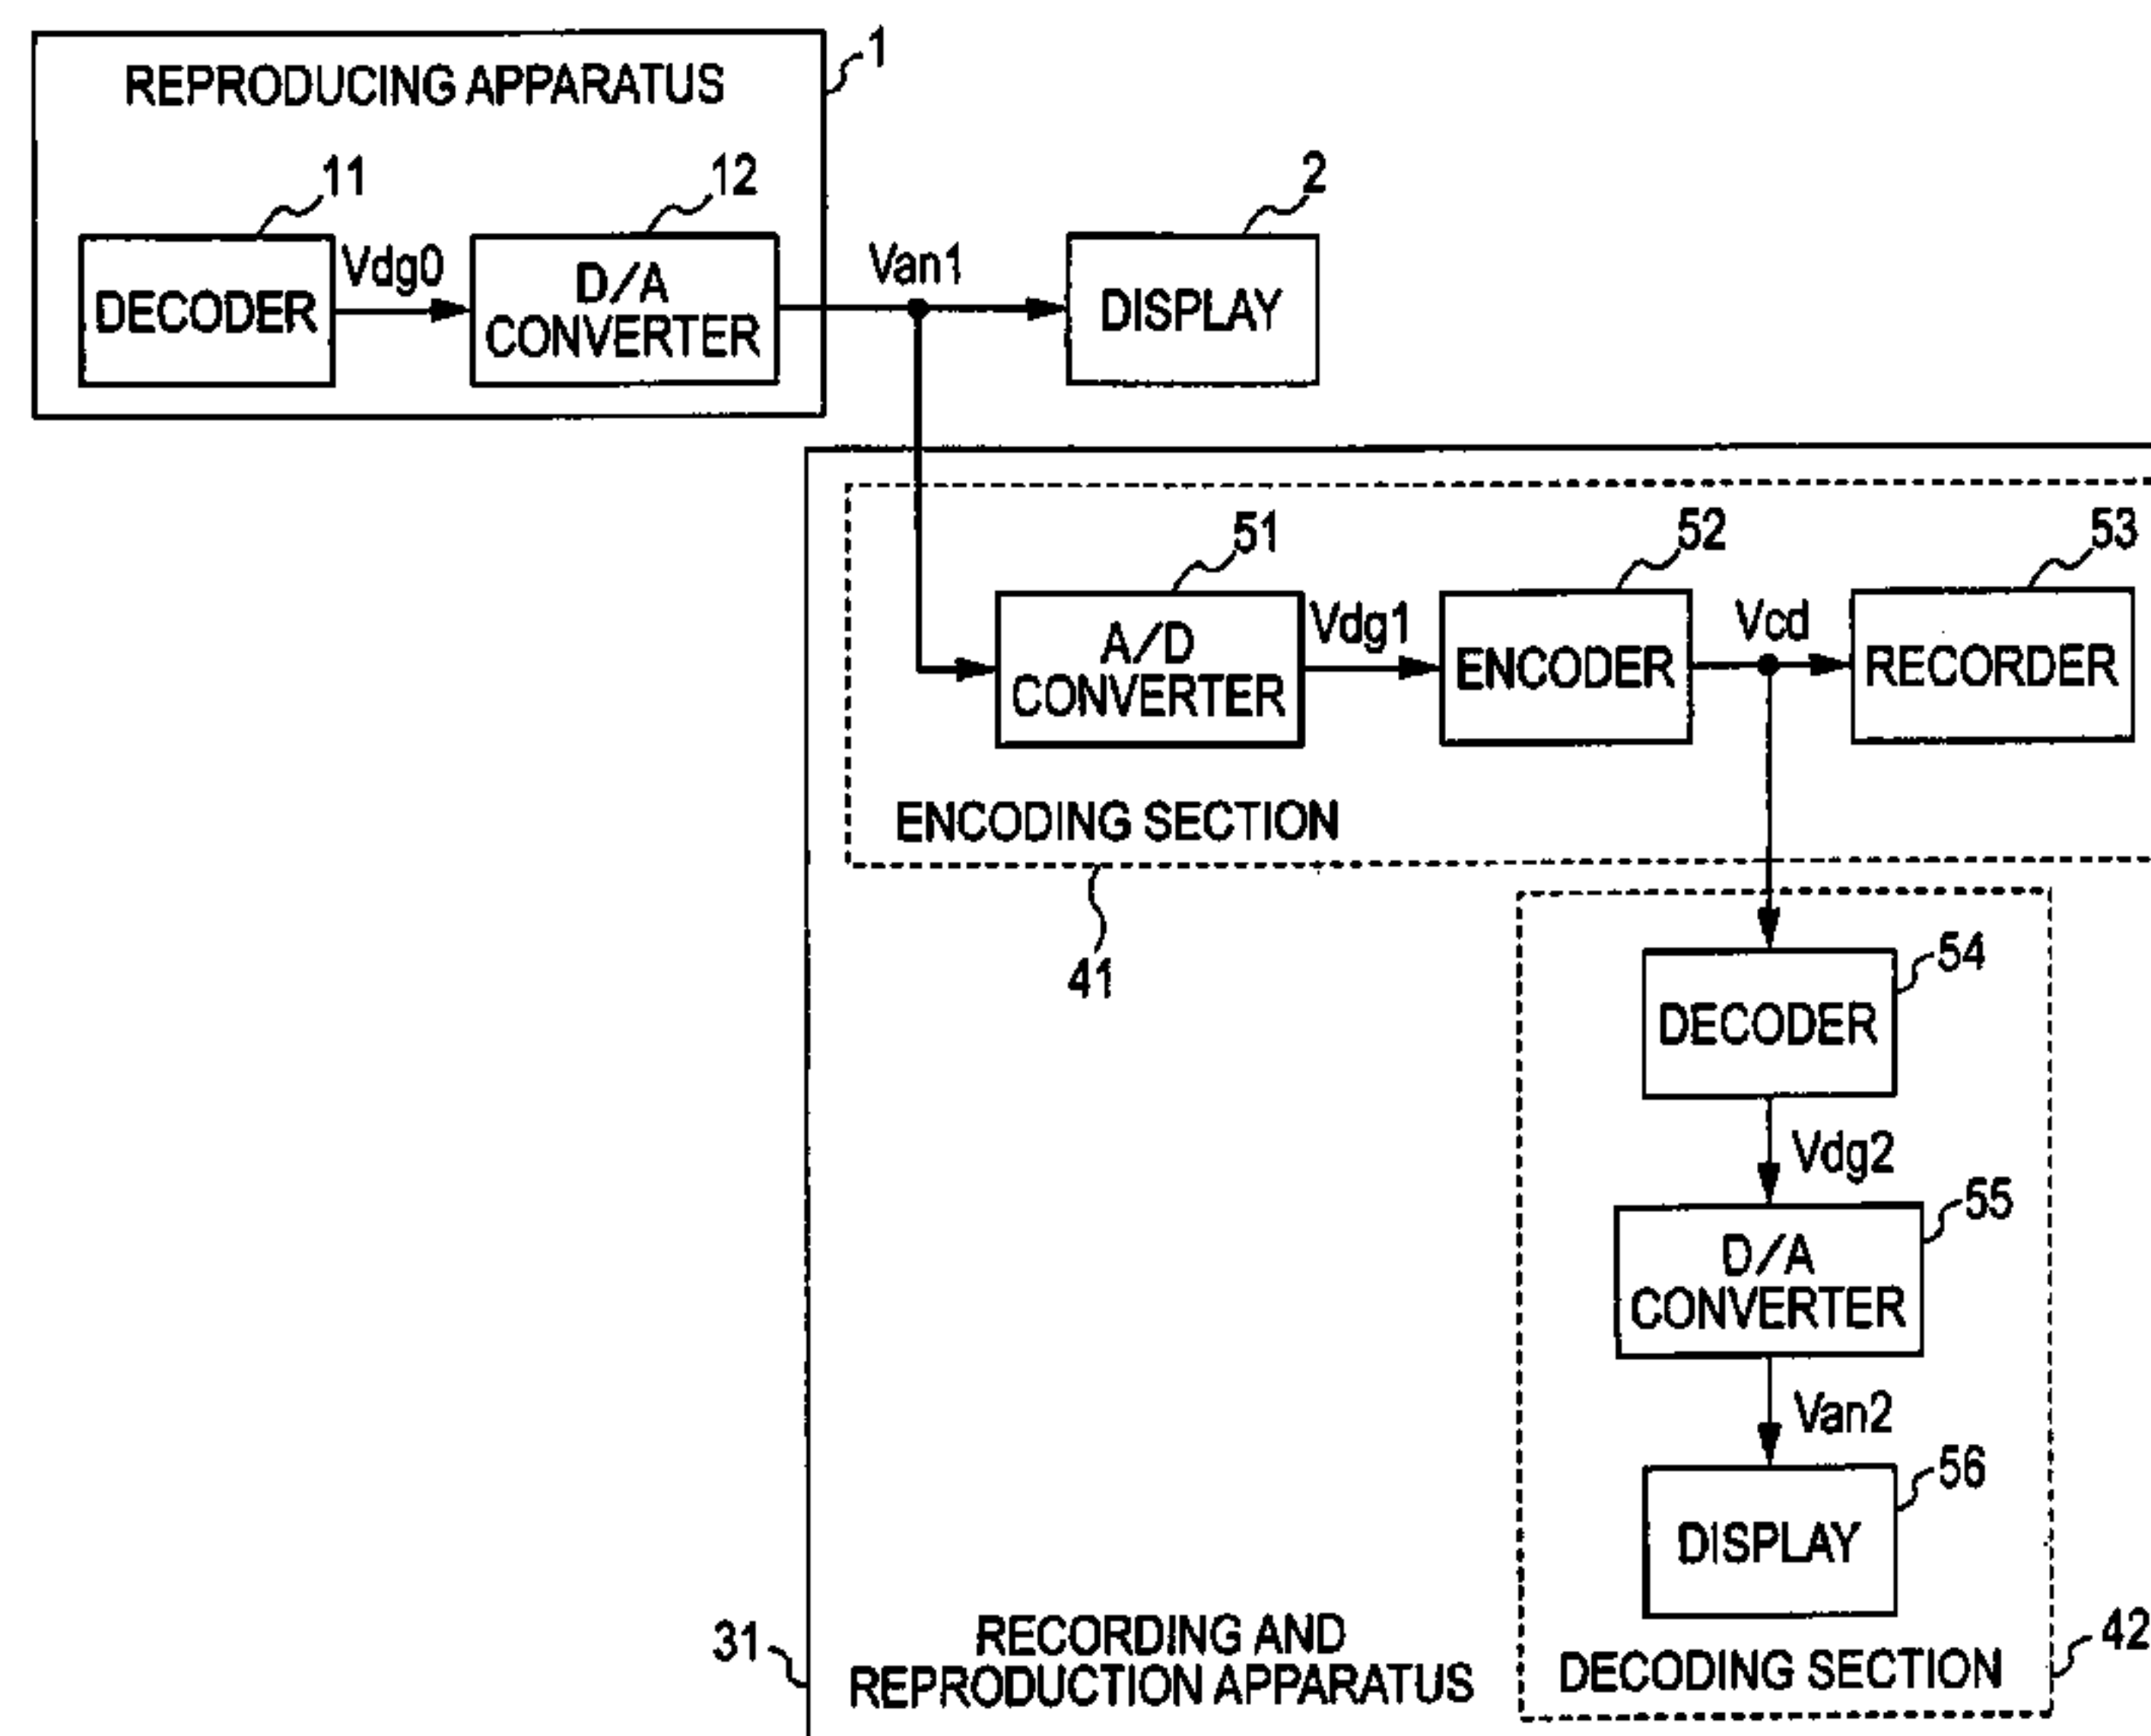 REPRODUCING APPARATUS
1
11
12
2
DECODER
Vdg0
D/A
CONVERTER
Van1
DISPLAY
51
52
53
A/D
CONVERTER
Vdg1
ENCODER
Vcd
RECORDER
ENCODING SECTION
41
54
DECODER
Vdg2
55
D/A
CONVERTER
Van2
56
DISPLAY
31
RECORDING AND
REPRODUCTION APPARATUS
DECODING SECTION
42